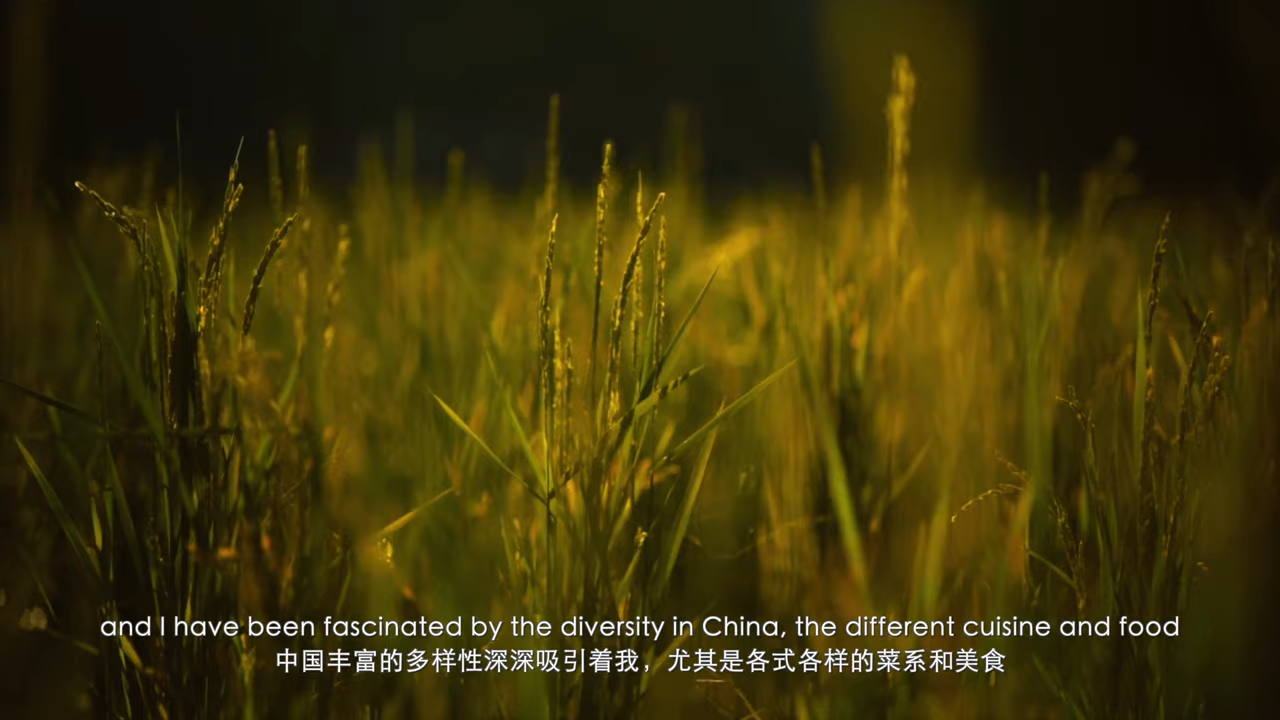 and I have been fascinated by the diversity in China, the different cuisine and food
中国丰富的多样性深深吸引着我，尤其是各式各样的菜系和美食